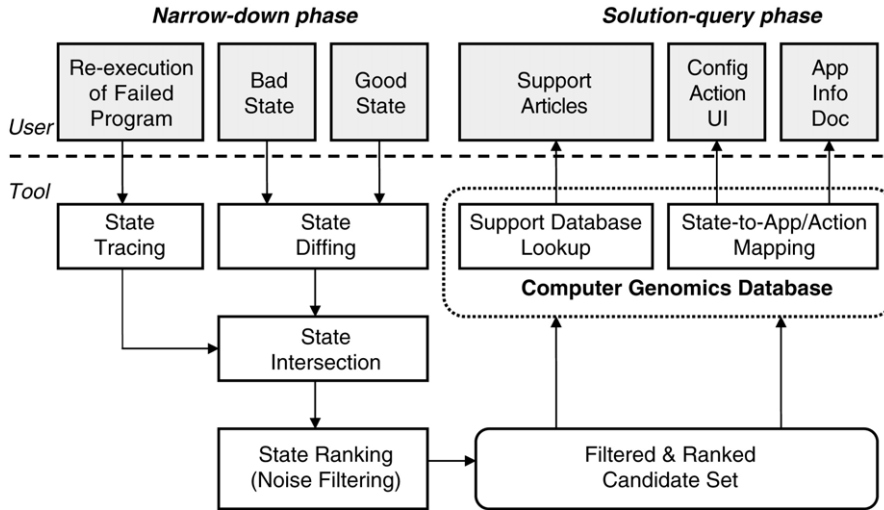 Narrow-down phase
Solution-query phase
Re-execution
of Failed
Program
Bad
State
Good
State
Support
Articles
Config
Action
UI
App
Info
Doc
User
Tool
State
Tracing
State
Diffing
Support Database
Lookup
State-to-App/Action
Mapping
Computer Genomics Database
State
Intersection
State Ranking
(Noise Filtering)
Filtered & Ranked
Candidate Set